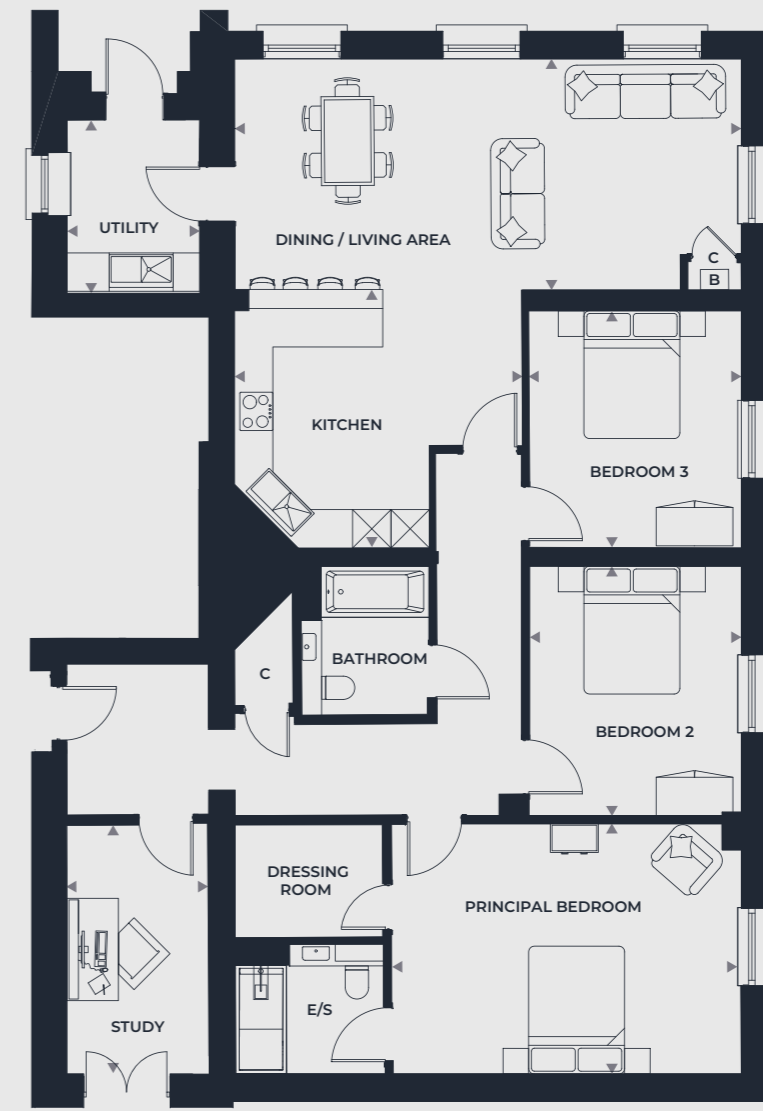 UTILITY
DINING / LIVING AREA
C
B
KITCHEN
BEDROOM 3
BATHROOM
C
BEDROOM 2
DRESSING
ROOM
PRINCIPAL BEDROOM
E/S
STUDY